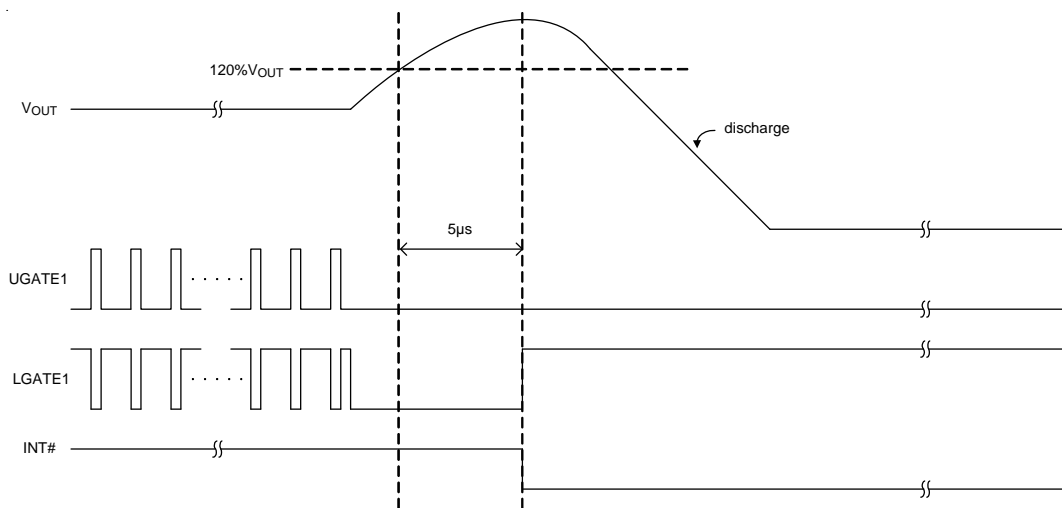 120%VOUT
VOUT
discharge
5µs
UGATE1
LGATE1
INT#